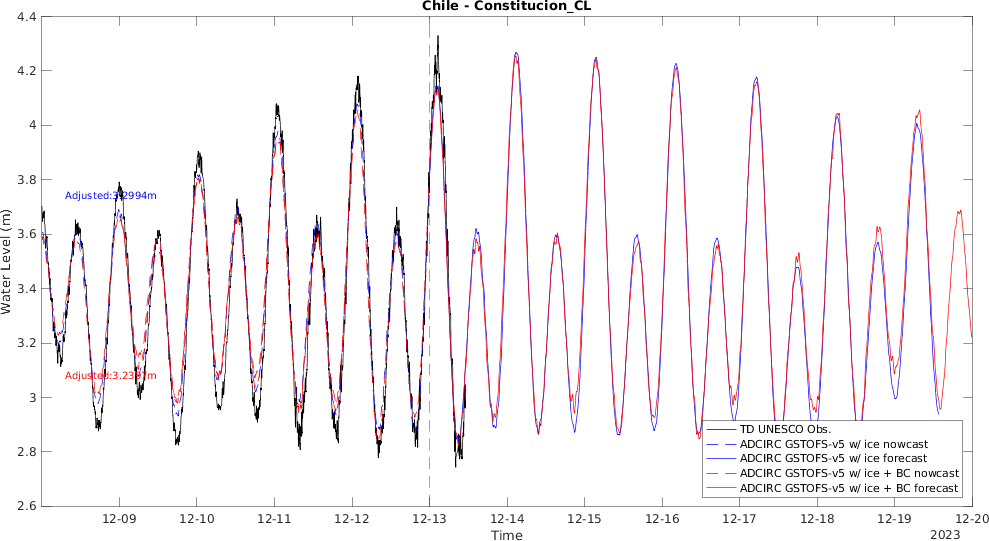 Chile - Constitucion_CL
4.4
4.2
4
3.8
3.6
3.4
3.2
3
2.8
2.6
Water Level (m)
Adjusted:3.2994m
12-09
12-10
12-11
12-12
12-13
12-14
12-15
12-16
12-17
12-18
12-19
12-20
Time
2023
TD UNESCO Obs.
ADCIRC GSTOFS-v5 w/ ice nowcast
ADCIRC GSTOFS-v5 w/ ice forecast
ADCIRC GSTOFS-v5 w/ ice + BC nowcast
ADCIRC GSTOFS-v5 w/ ice + BC forecast